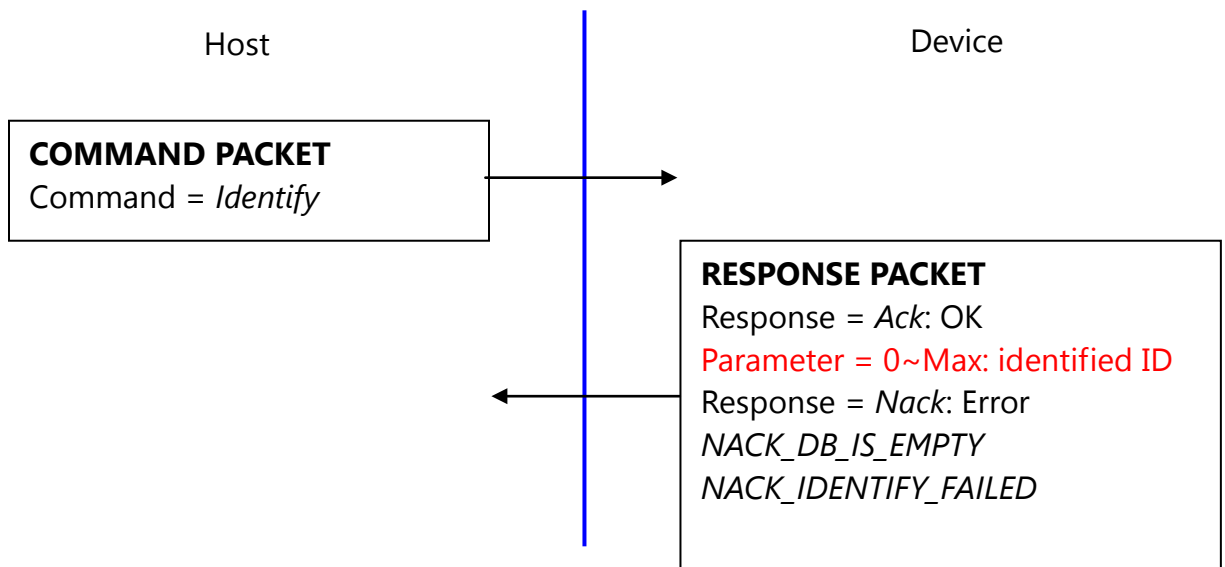 Host
Device
COMMAND PACKET
Command = Identify
RESPONSE PACKET
Response = Ack: OK
Parameter = 0~Max: identified ID
Response = Nack: Error
NACK_DB_IS_EMPTY
NACK_IDENTIFY_FAILED